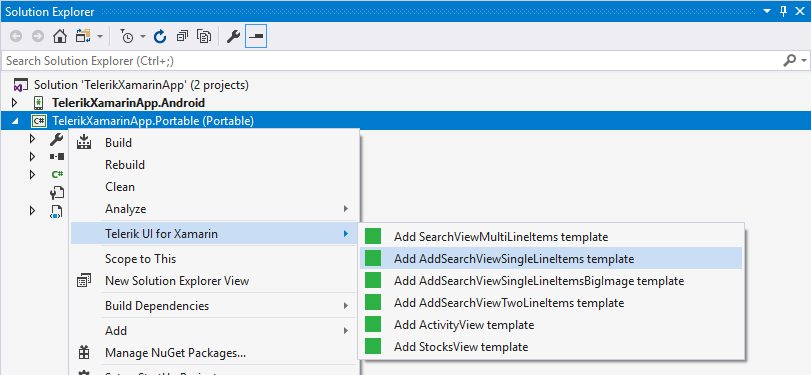 Solution Explorer
Search Solution Explorer (Ctrl+;)
Solution 'TelerikXamarinApp' (2 projects)
TelerikXamarinApp.Android
C# TelerikXamarinApp.Portable (Portable)
Build
Rebuild
C#
Clean
Analyze
Telerik UI for Xamarin
Add SearchViewMultiLineItems template
Scope to This
Add AddSearchViewSingleLineItems template
New Solution Explorer View
Add AddSearchViewSingleLineItemsBigImage template
Build Dependencies
Add AddSearchViewTwoLineItems template
Add
Add ActivityView template
Manage NuGet Packages...
Add StocksView template